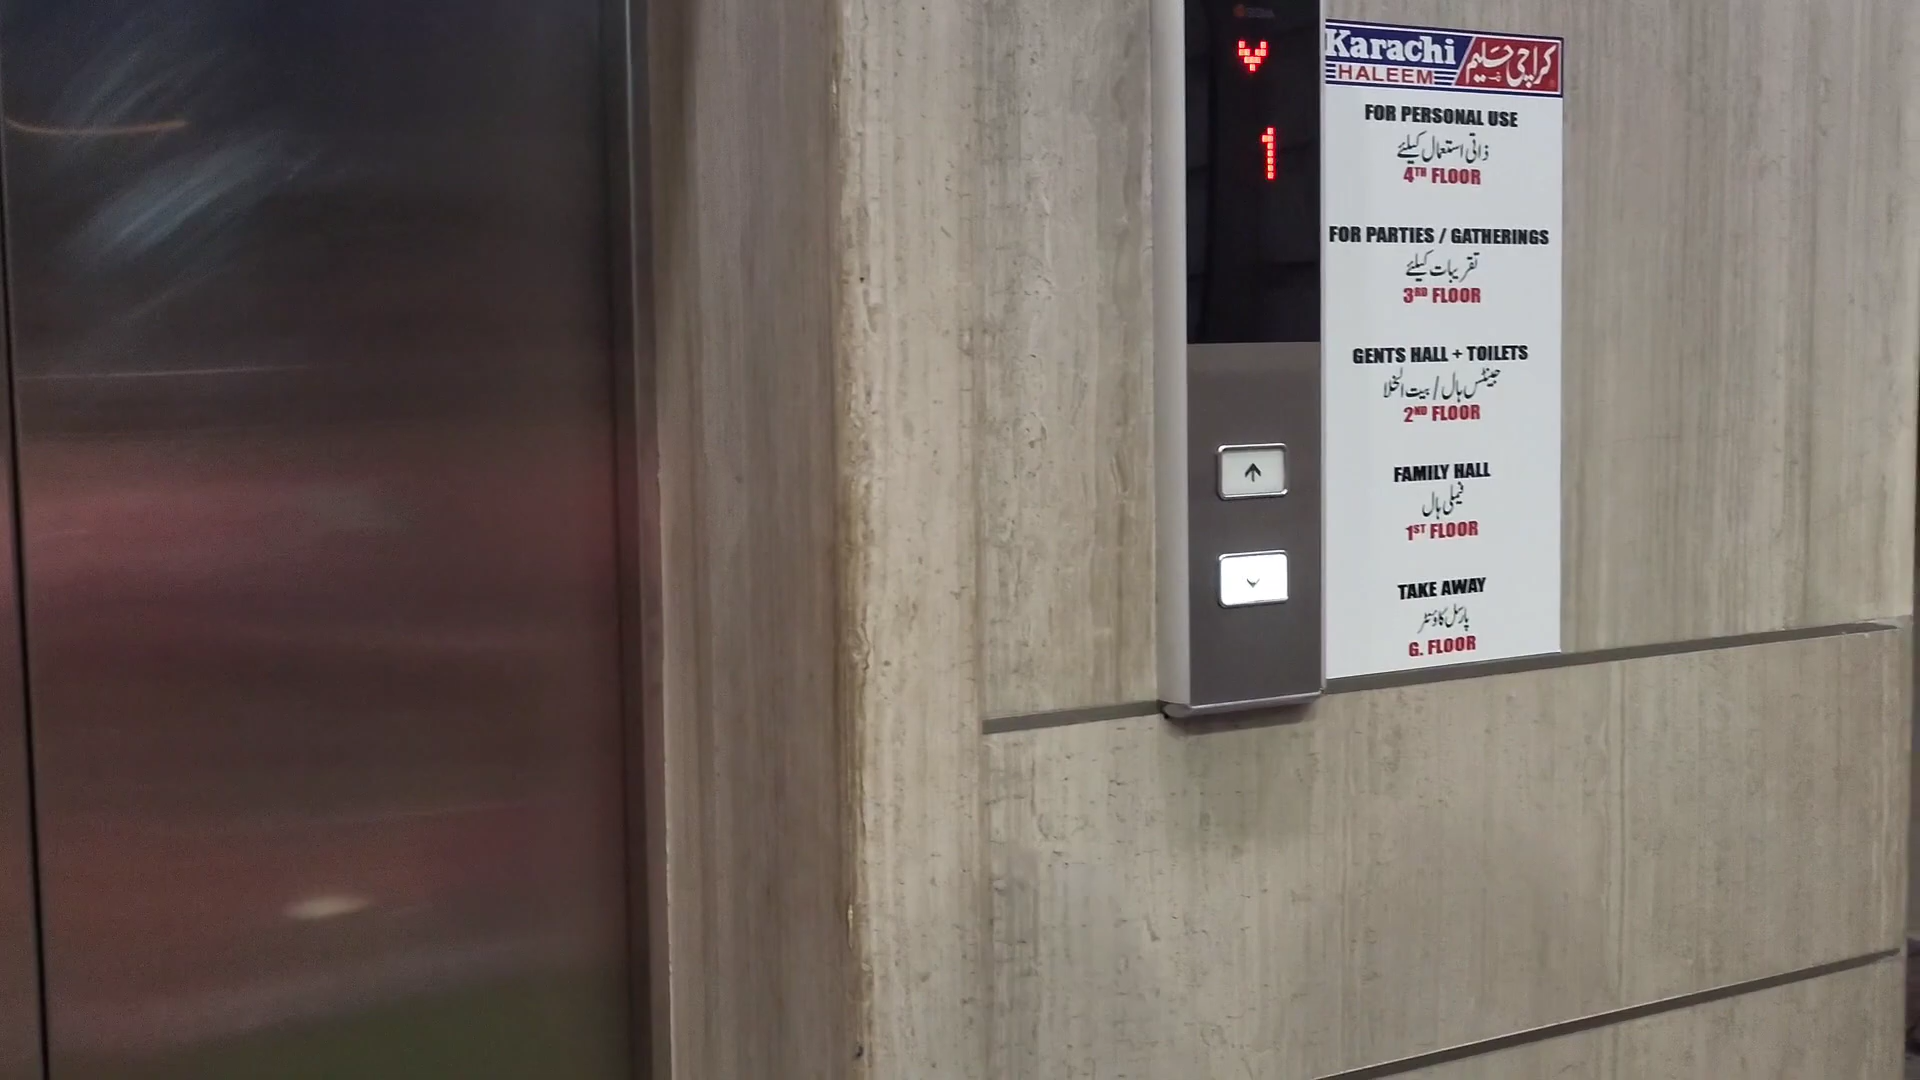 1
Karachi
HALEEM
کراچی حلیم
FOR PERSONAL USE
ذاتی استعمال کیلئے
4TH FLOOR
FOR PARTIES / GATHERINGS
تقریبات کیلئے
3RD FLOOR
GENTS HALL + TOILETS
جینٹس ہال / بیت الخلا
2ND FLOOR
FAMILY HALL
فیملی ہال
1ST FLOOR
TAKE AWAY
پارسل کاؤنٹر
G. FLOOR